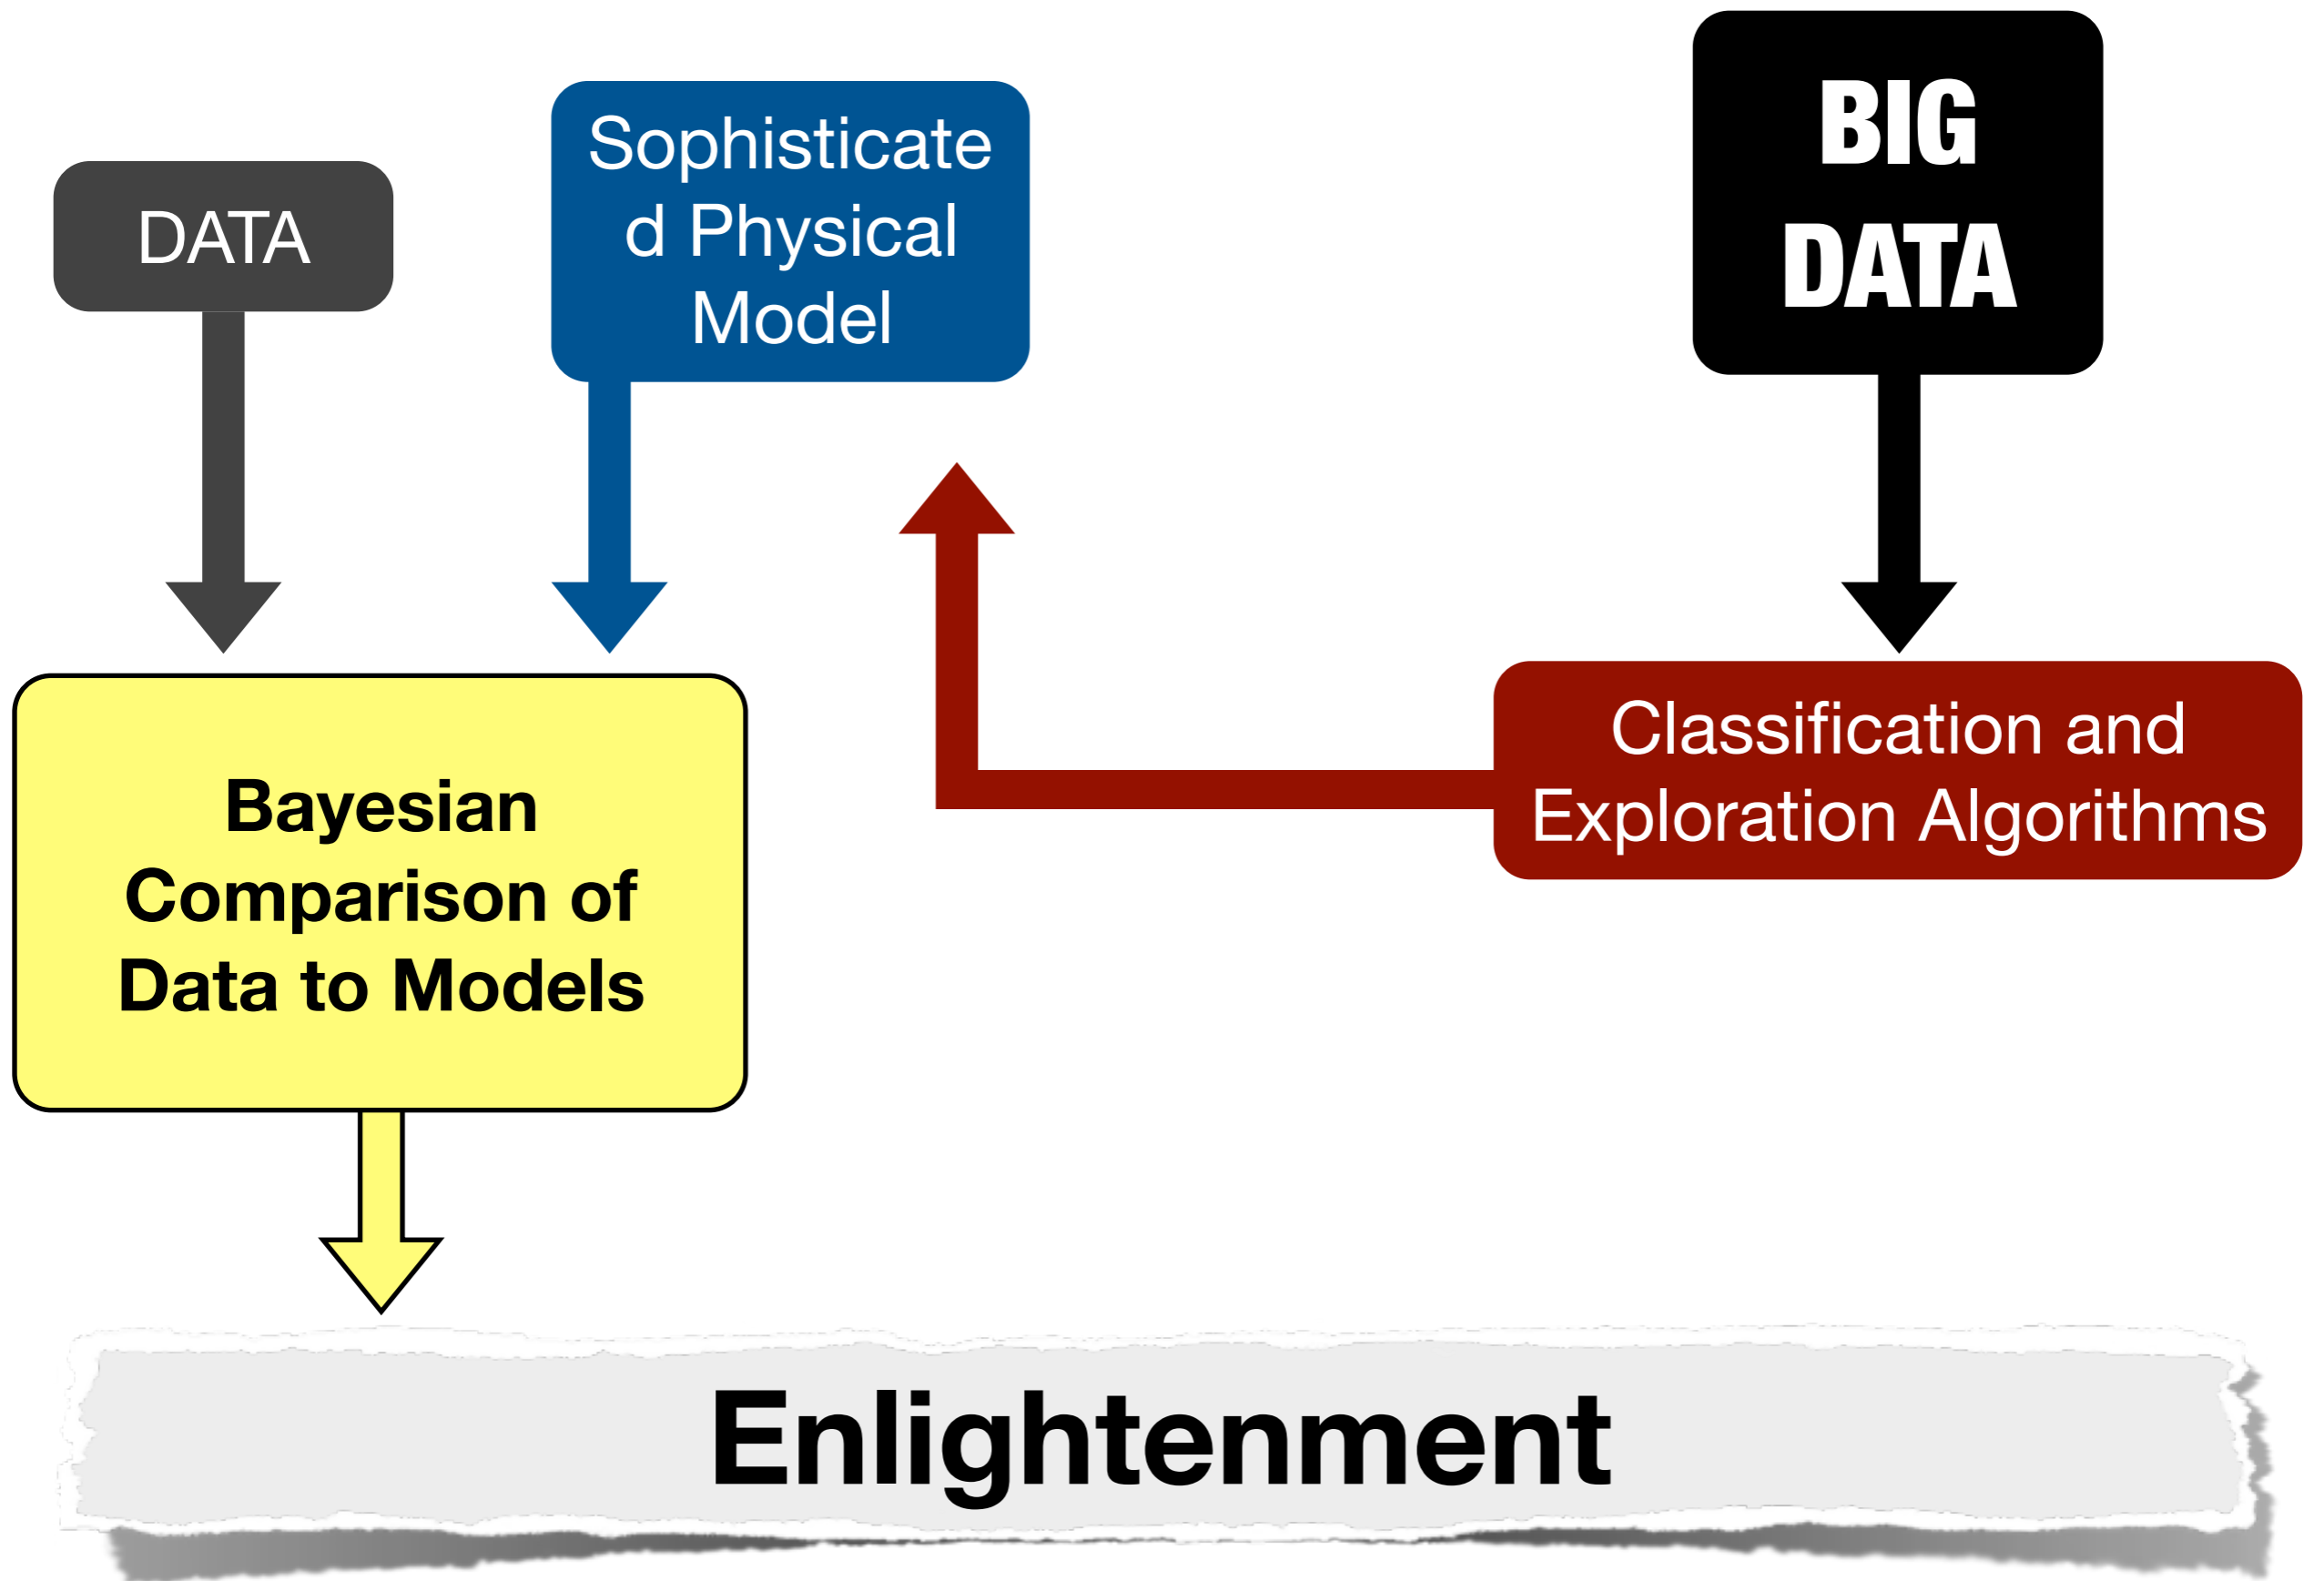 DATA
Sophisticate
d Physical
Model
BIG
DATA
Bayesian
Comparison of
Data to Models
Classification and
Exploration Algorithms
Enlightenment